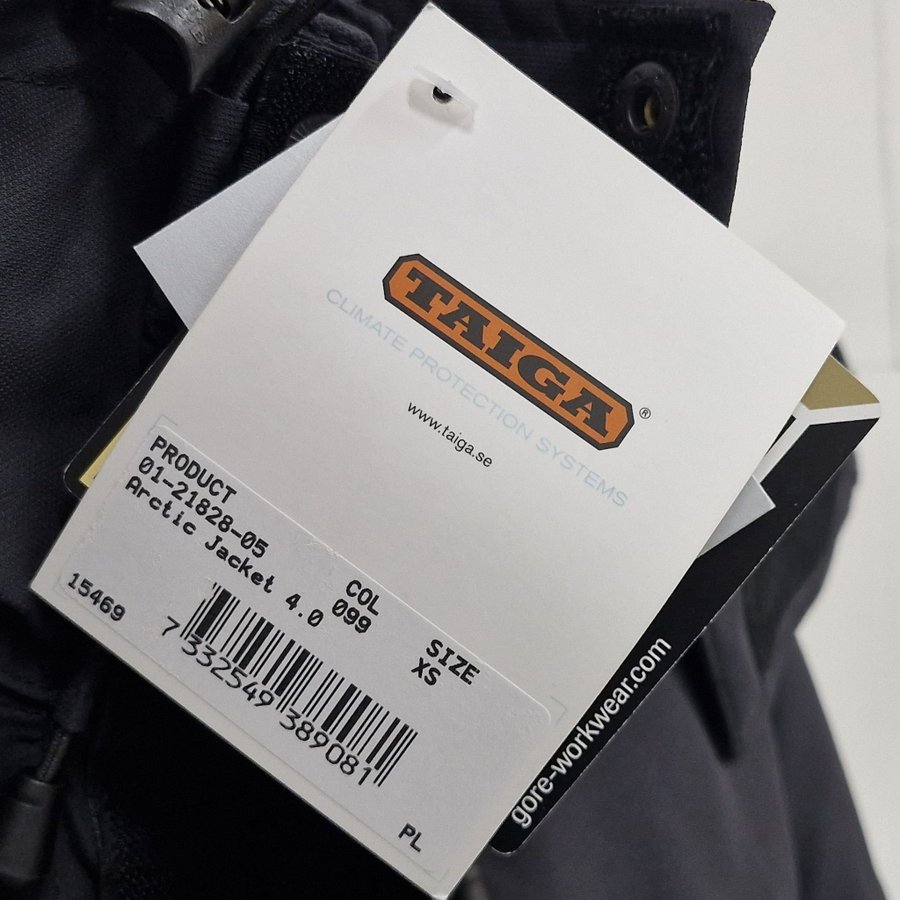 TAIGA®
CLIMATE PROTECTION SYSTEMS
www.taiga.se
PRODUCT COL SIZE
01-21828-05 099 XS
Arctic Jacket 4.0
15469
7 332549 389081
PL
gore-workwear.com